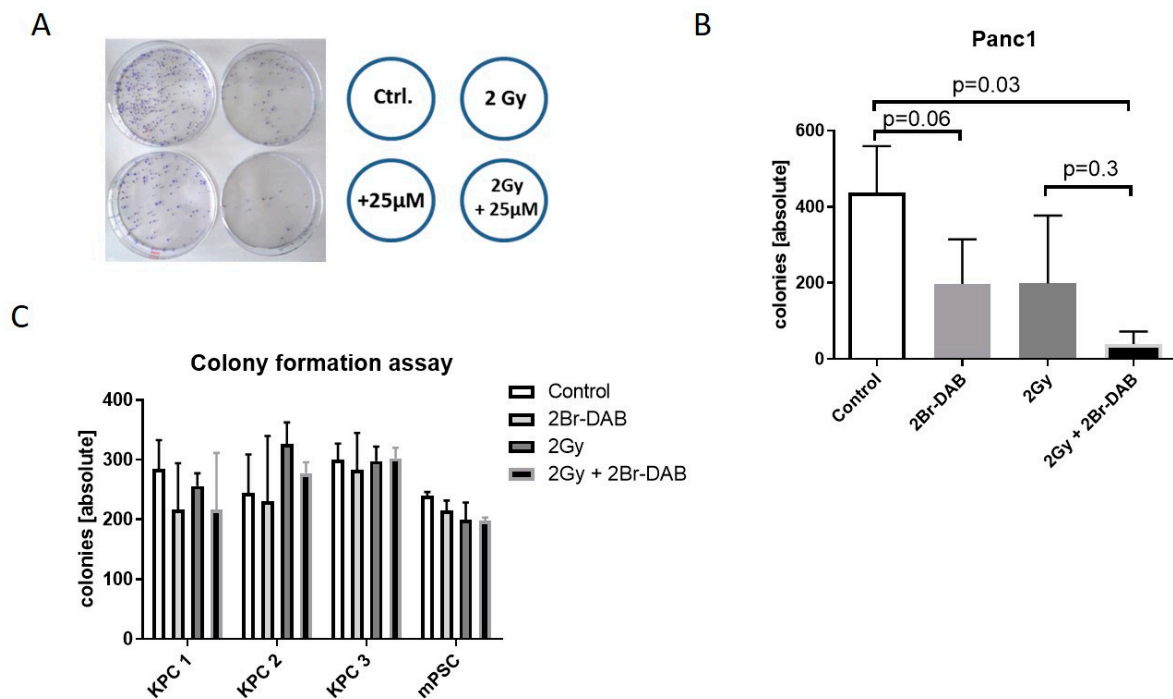 A
Ctrl.
2 Gy
+25µM
2Gy
+ 25µM
B
Panc1
p=0.03
p=0.06
p=0.3
colonies [absolute]
600
400
200
0
Control
2Br-DAB
2Gy
2Gy + 2Br-DAB
C
Colony formation assay
colonies [absolute]
400
300
200
100
0
KPC 1
KPC 2
KPC 3
mPSC
Control
2Br-DAB
2Gy
2Gy + 2Br-DAB